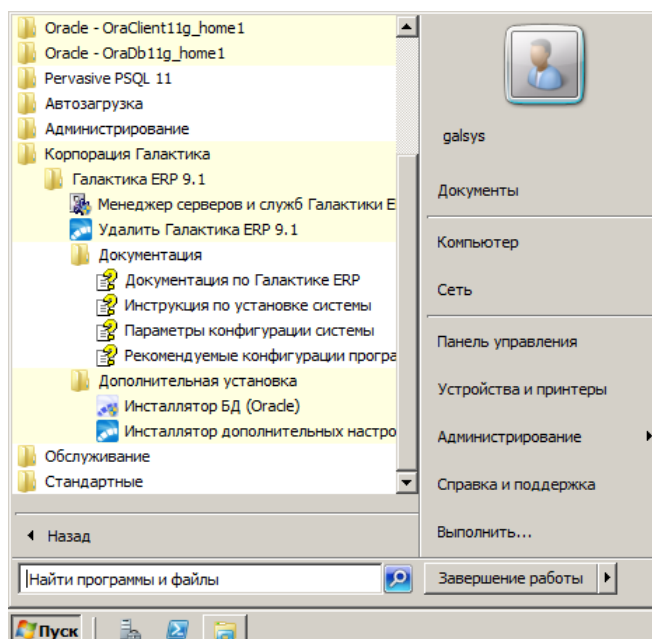 Oracle - OraClient11g_home1
Oracle - OraDb11g_home1
Pervasive PSQL 11
Автозагрузка
Администрирование
Корпорация Галактика
Галактика ERP 9.1
Менеджер серверов и служб Галактики E
Удалить Галактика ERP 9.1
Документация
Документация по Галактике ERP
Инструкция по установке системы
Параметры конфигурации системы
Рекомендуемые конфигурации програ
Дополнительная установка
Инсталлятор БД (Oracle)
Инсталлятор дополнительных настро
Обслуживание
Стандартные
Назад
Найти программы и файлы
galsys
Документы
Компьютер
Сеть
Панель управления
Устройства и принтеры
Администрирование
Справка и поддержка
Выполнить...
Завершение работы
Пуск